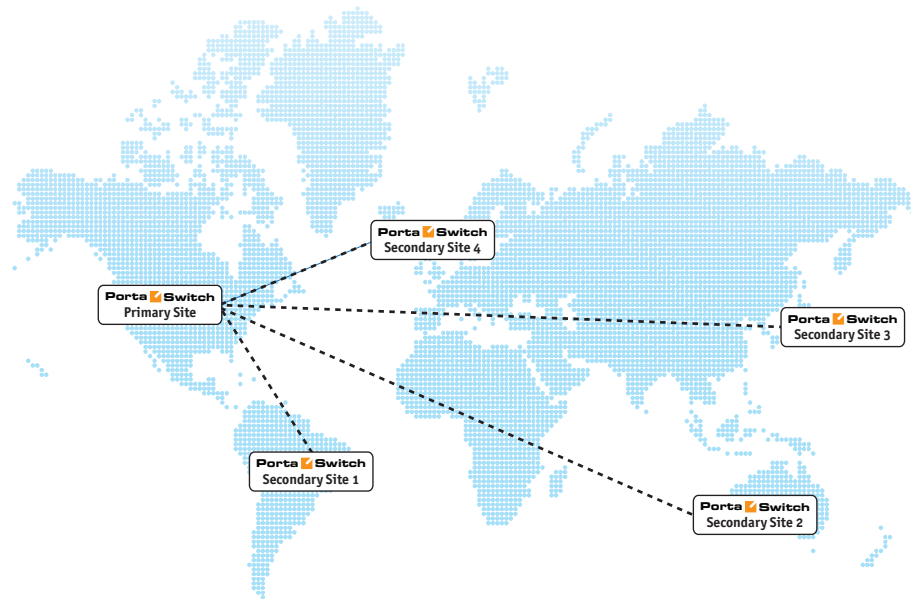 Porta Switch
Secondary Site 4
Porta Switch
Primary Site
Porta Switch
Secondary Site 3
Porta Switch
Secondary Site 1
Porta Switch
Secondary Site 2